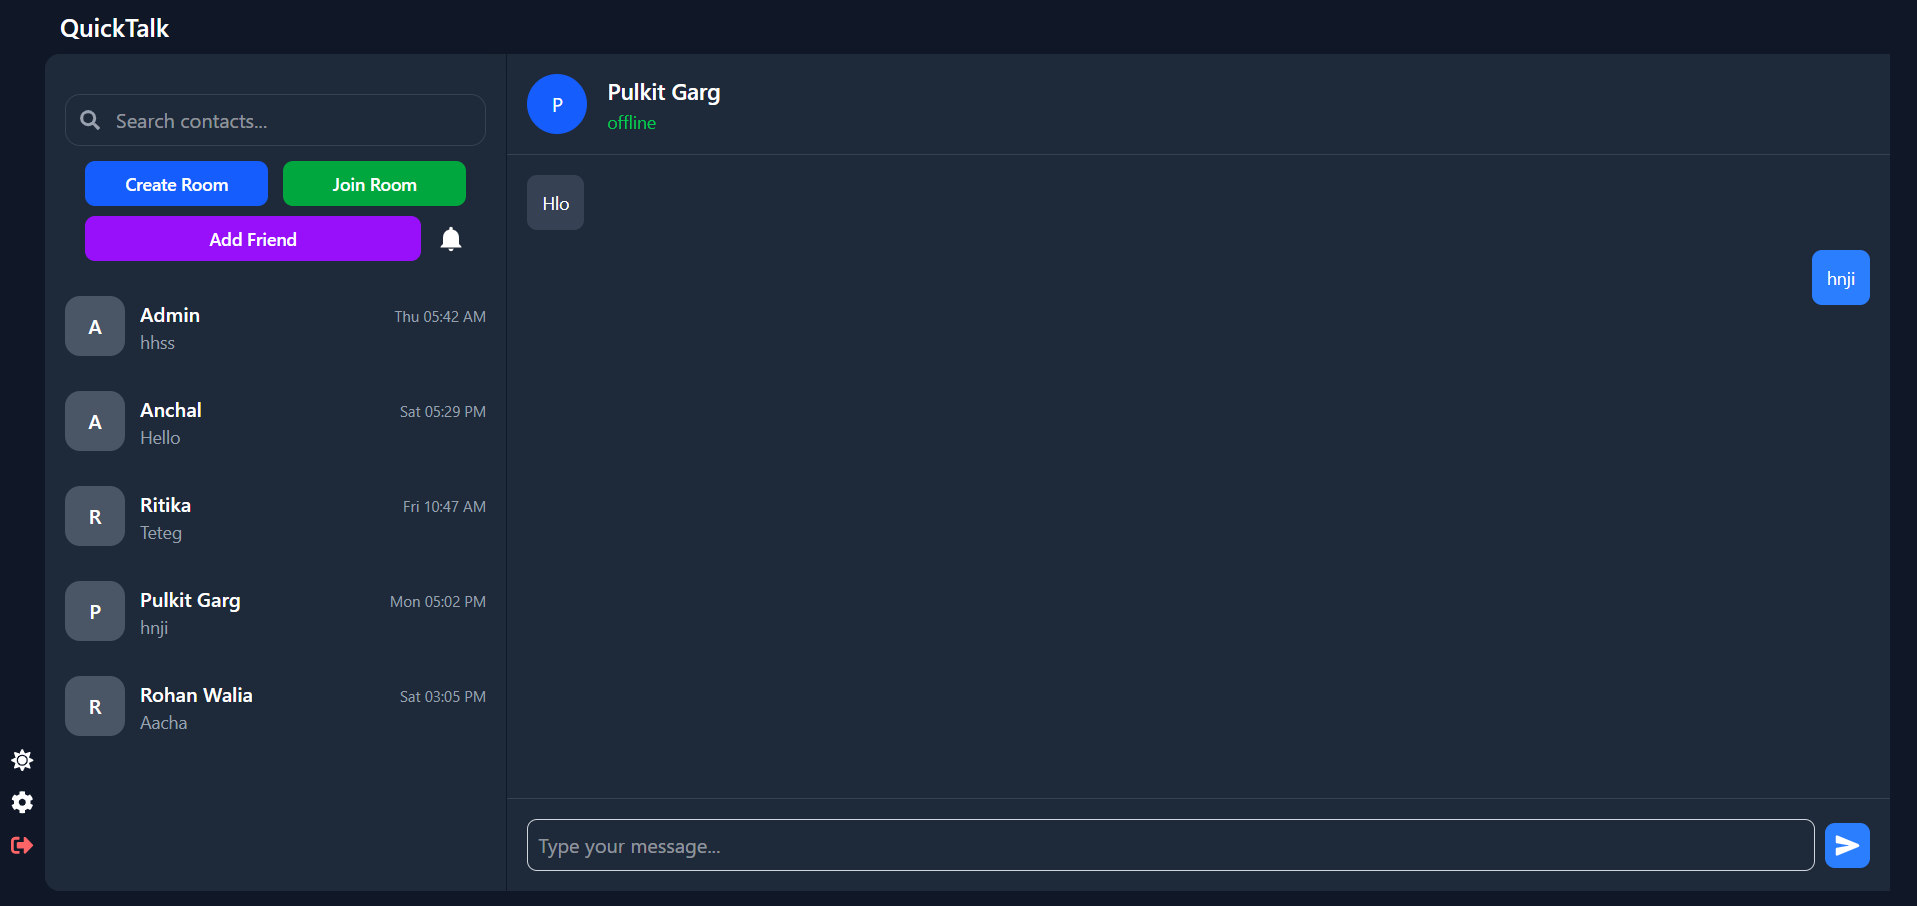 QuickTalk
Search contacts...
Create Room
Join Room
Add Friend
A
Admin
Thu 05:42 AM
hhss
A
Anchal
Sat 05:29 PM
Hello
R
Ritika
Fri 10:47 AM
Teteg
P
Pulkit Garg
Mon 05:02 PM
hnji
R
Rohan Walia
Sat 03:05 PM
Aacha
P
Pulkit Garg
offline
Hlo
hnji
Type your message...